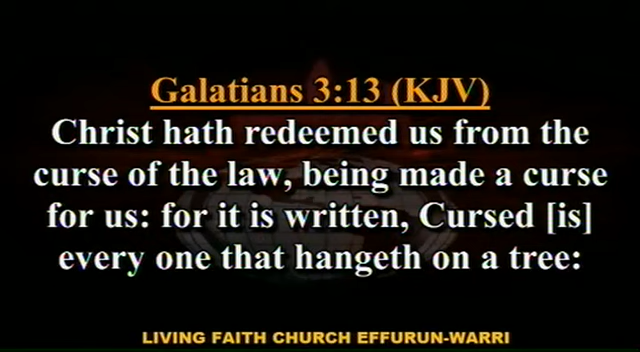 Galatians 3:13 (KJV)
Christ hath redeemed us from the
curse of the law, being made a curse
for us: for it is written, Cursed [is]
every one that hangeth on a tree:
LIVING FAITH CHURCH EFFURUN-WARRI